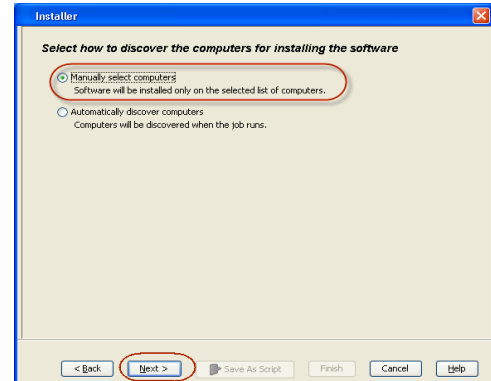 Installer
Select how to discover the computers for installing the software
Manually select computers
Software will be installed only on the selected list of computers.
Automatically discover computers
Computers will be discovered when the job runs.
< Back
Next >
Save As Script
Finish
Cancel
Help